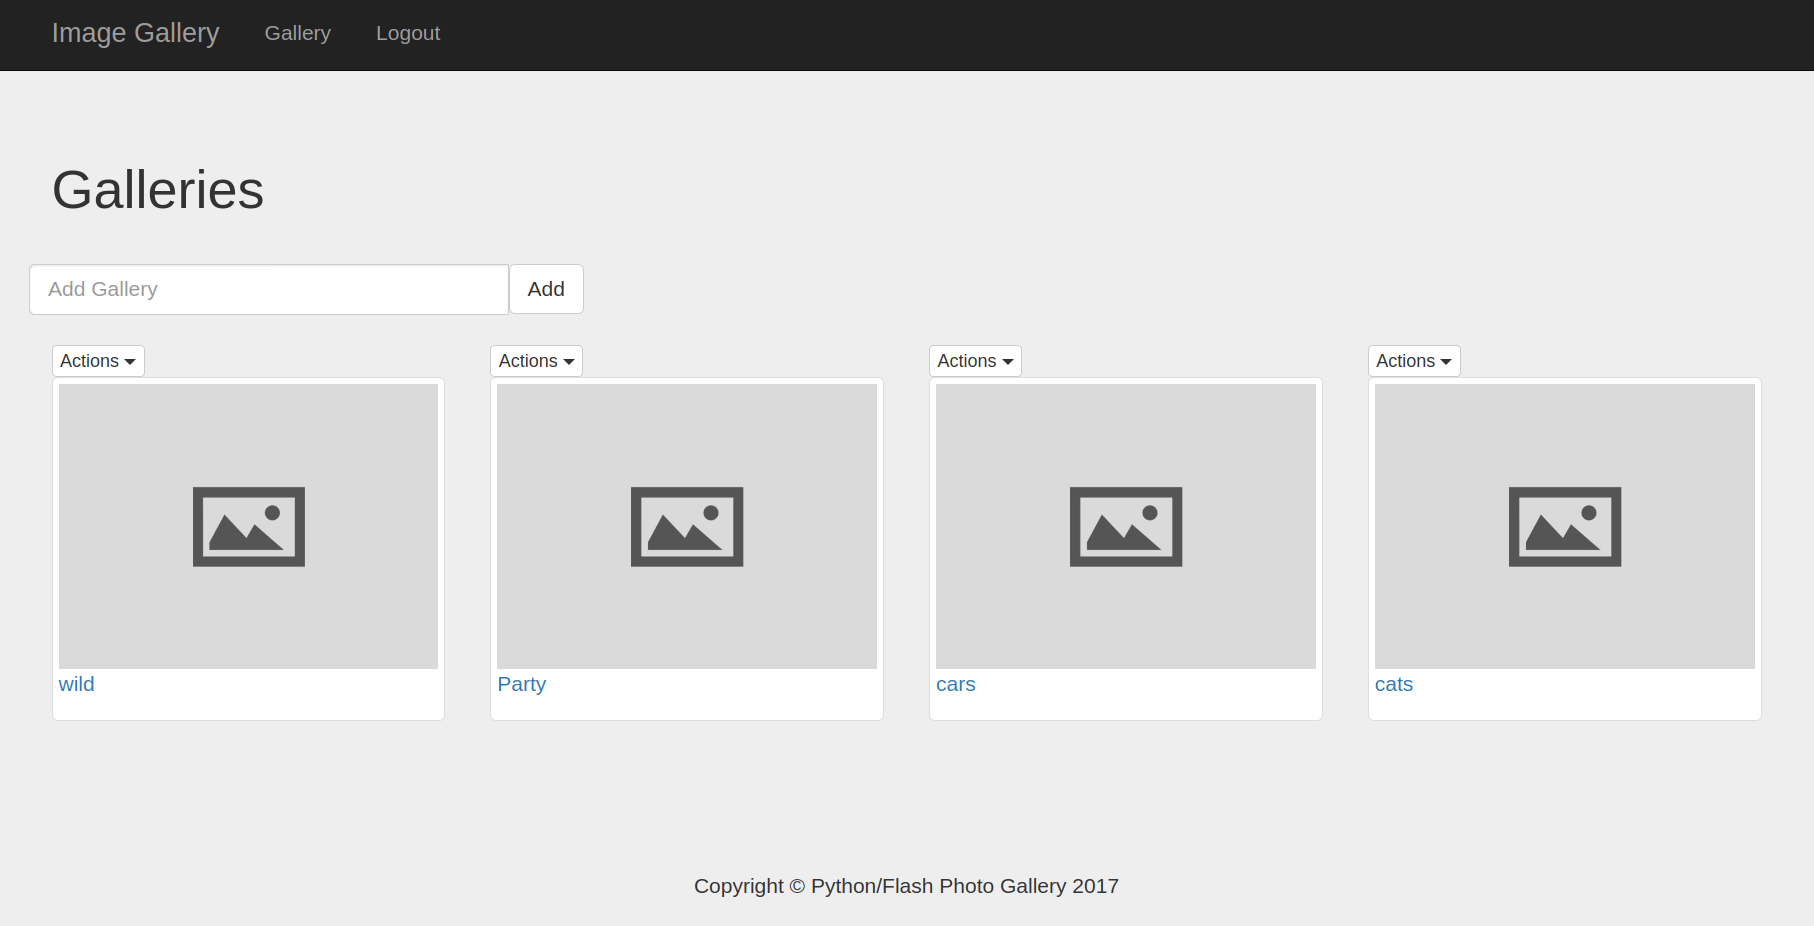 Image Gallery Gallery Logout
Galleries
Add Gallery Add
Actions Actions Actions Actions
wild Party cars cats
Copyright © Python/Flash Photo Gallery 2017